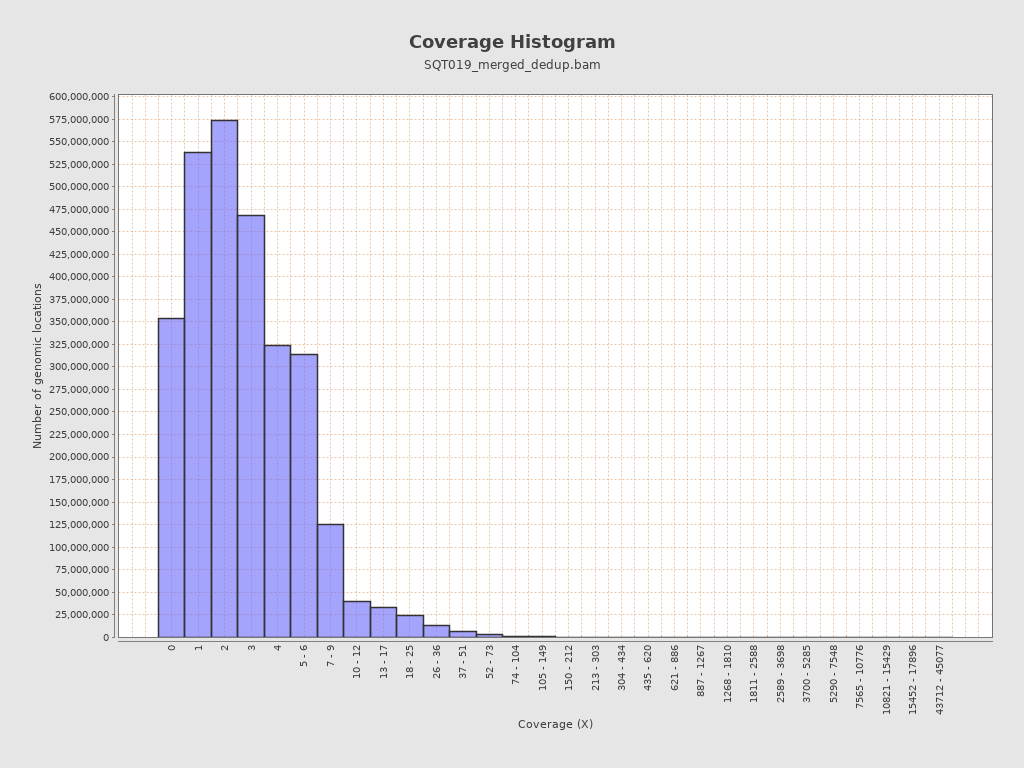 Coverage Histogram
SQT019_merged_dedup.bam
600,000,000
575,000,000
550,000,000
525,000,000
500,000,000
475,000,000
450,000,000
425,000,000
400,000,000
375,000,000
350,000,000
325,000,000
300,000,000
275,000,000
250,000,000
225,000,000
200,000,000
175,000,000
150,000,000
125,000,000
100,000,000
75,000,000
50,000,000
25,000,000
0
Number of genomic locations
0
1
2
3
4
5 - 6
7 - 9
10 - 12
13 - 17
18 - 25
26 - 36
37 - 51
52 - 73
74 - 104
105 - 149
150 - 212
213 - 303
304 - 434
435 - 620
621 - 886
887 - 1267
1268 - 1810
1811 - 2588
2589 - 3698
3700 - 5285
5290 - 7548
7565 - 10776
10821 - 15429
15452 - 17896
43712 - 45077
Coverage (X)